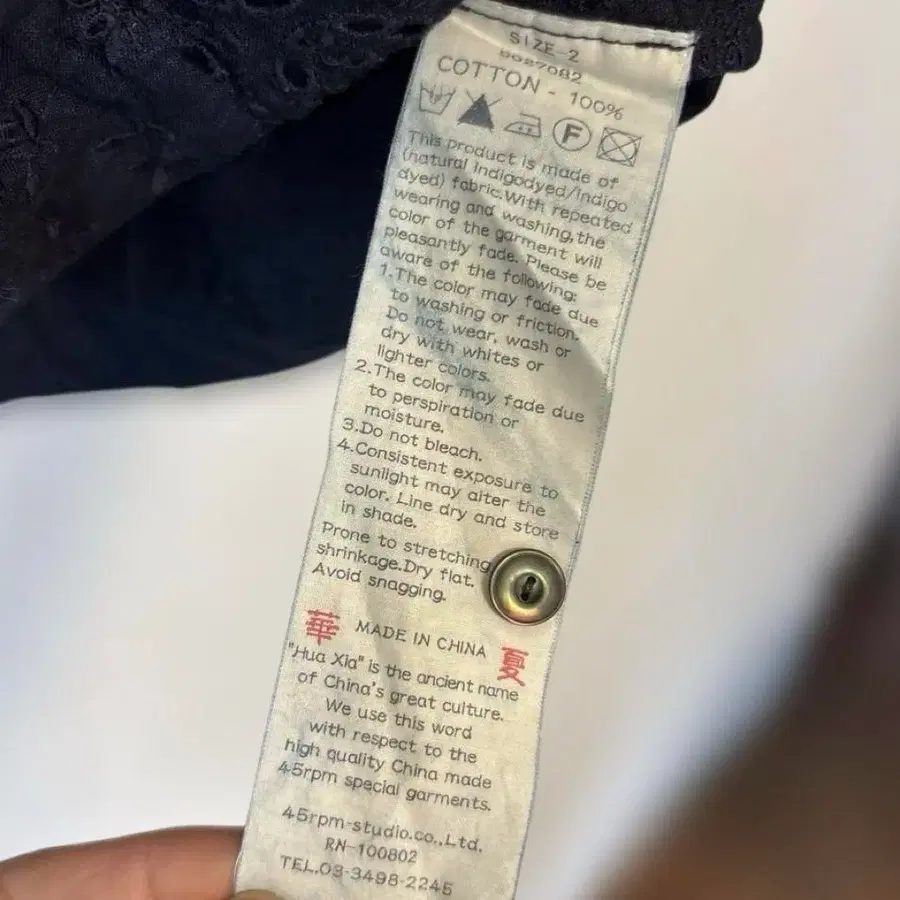 SIZE-2
COTTON - 100%
F
This product is made of
(natural indigodyed/indigo
dyed) fabric.With repeated
wearing and washing,the
color of the garment will
pleasantly fade. Please be
aware of the following;
1.The color may fade due
to washing or friction.
Do not wear, wash or
dry with whites or
lighter colors.
2.The color may fade due
to perspiration or
moisture.
3.Do not bleach.
4.Consistent exposure to
sunlight may alter the
color. Line dry and store
in shade.
Prone to stretching
shrinkage.Dry flat.
Avoid snagging.
華 MADE IN CHINA 夏
"Hua Xia" is the ancient name
of China's great culture.
We use this word
with respect to the
high quality China made
45rpm special garments.
45rpm-studio.co.,Ltd.
RN-100802
TEL.03-3498-2245